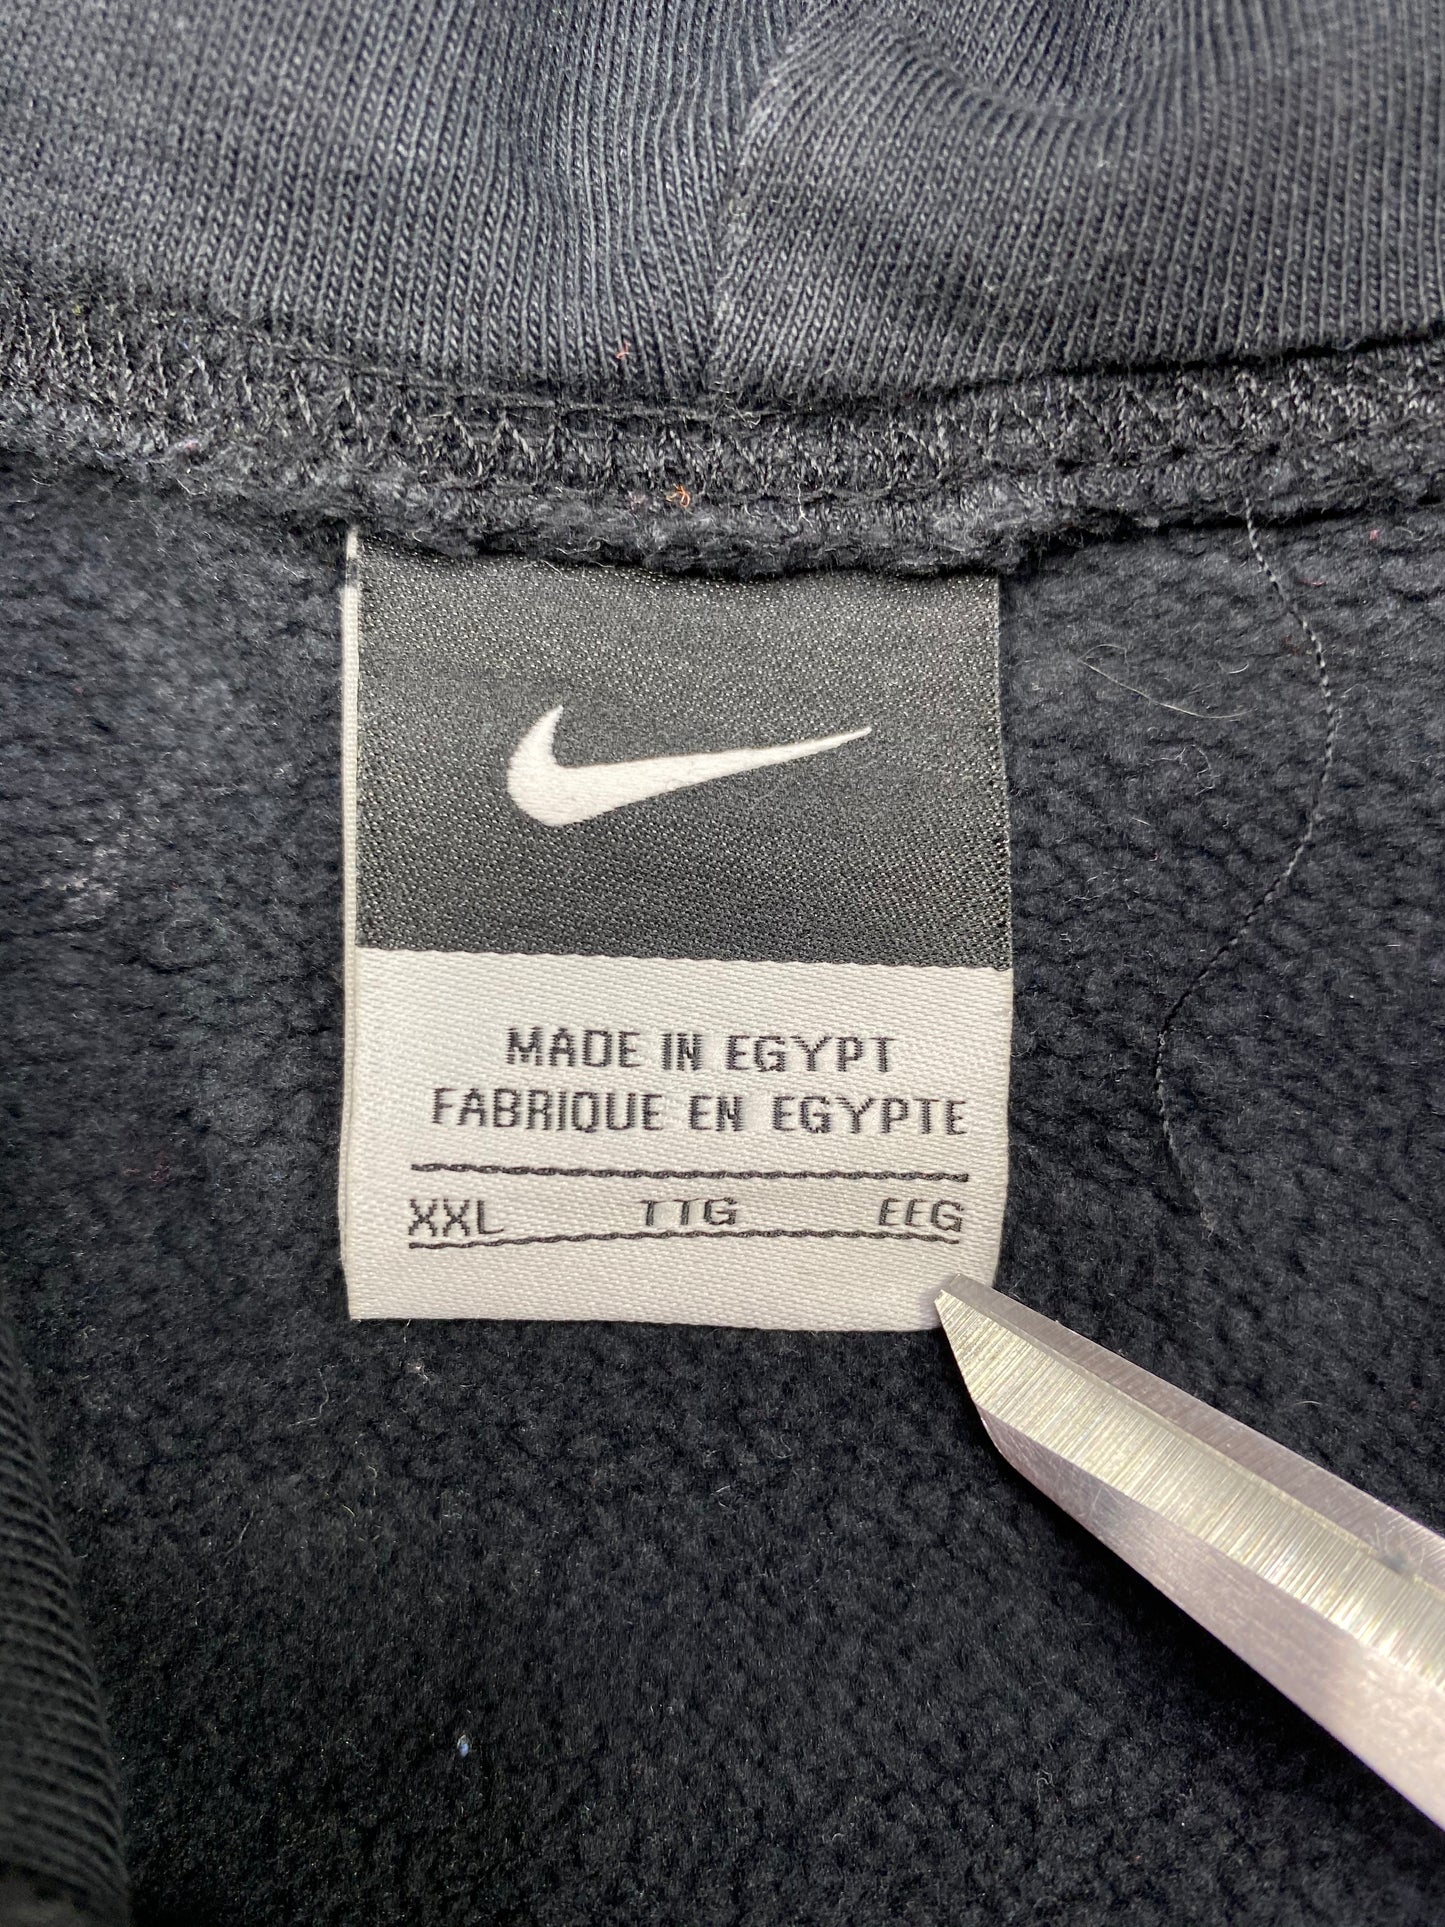 MADE IN EGYPT
FABRIQUE EN EGYPTE
XXL TTG EEG